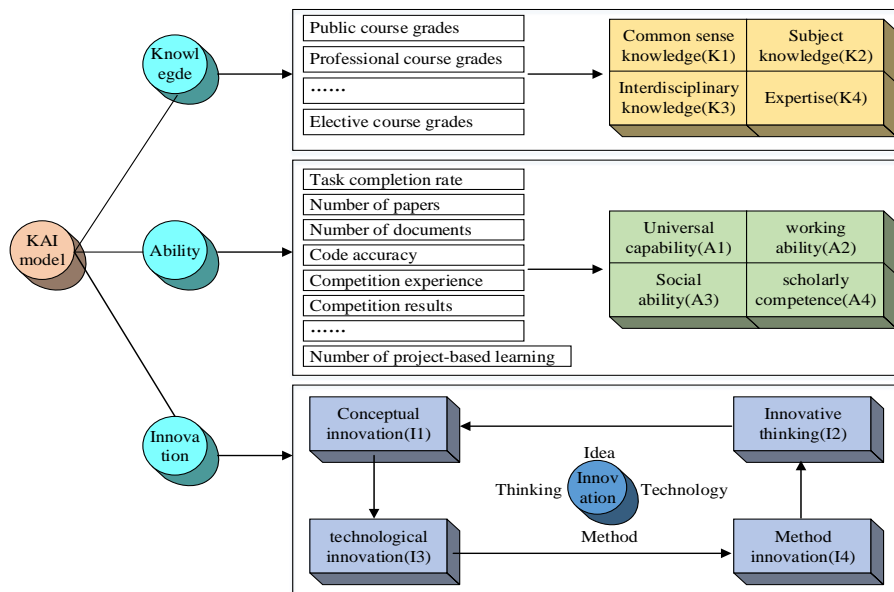 KAI
model
Knowl
egde
Public course grades
Professional course grades
……
Elective course grades
Common sense
knowledge(K1)
Subject
knowledge(K2)
Interdisciplinary
knowledge(K3)
Expertise(K4)
Ability
Task completion rate
Number of papers
Number of documents
Code accuracy
Competition experience
Competition results
……
Number of project-based learning
Universal
capability(A1)
working
ability(A2)
Social
ability(A3)
scholarly
competence(A4)
Innova
tion
Conceptual
innovation(I1)
Innovative
thinking(I2)
Idea
Thinking
Innov
ation
Technology
Method
technological
innovation(I3)
Method
innovation(I4)